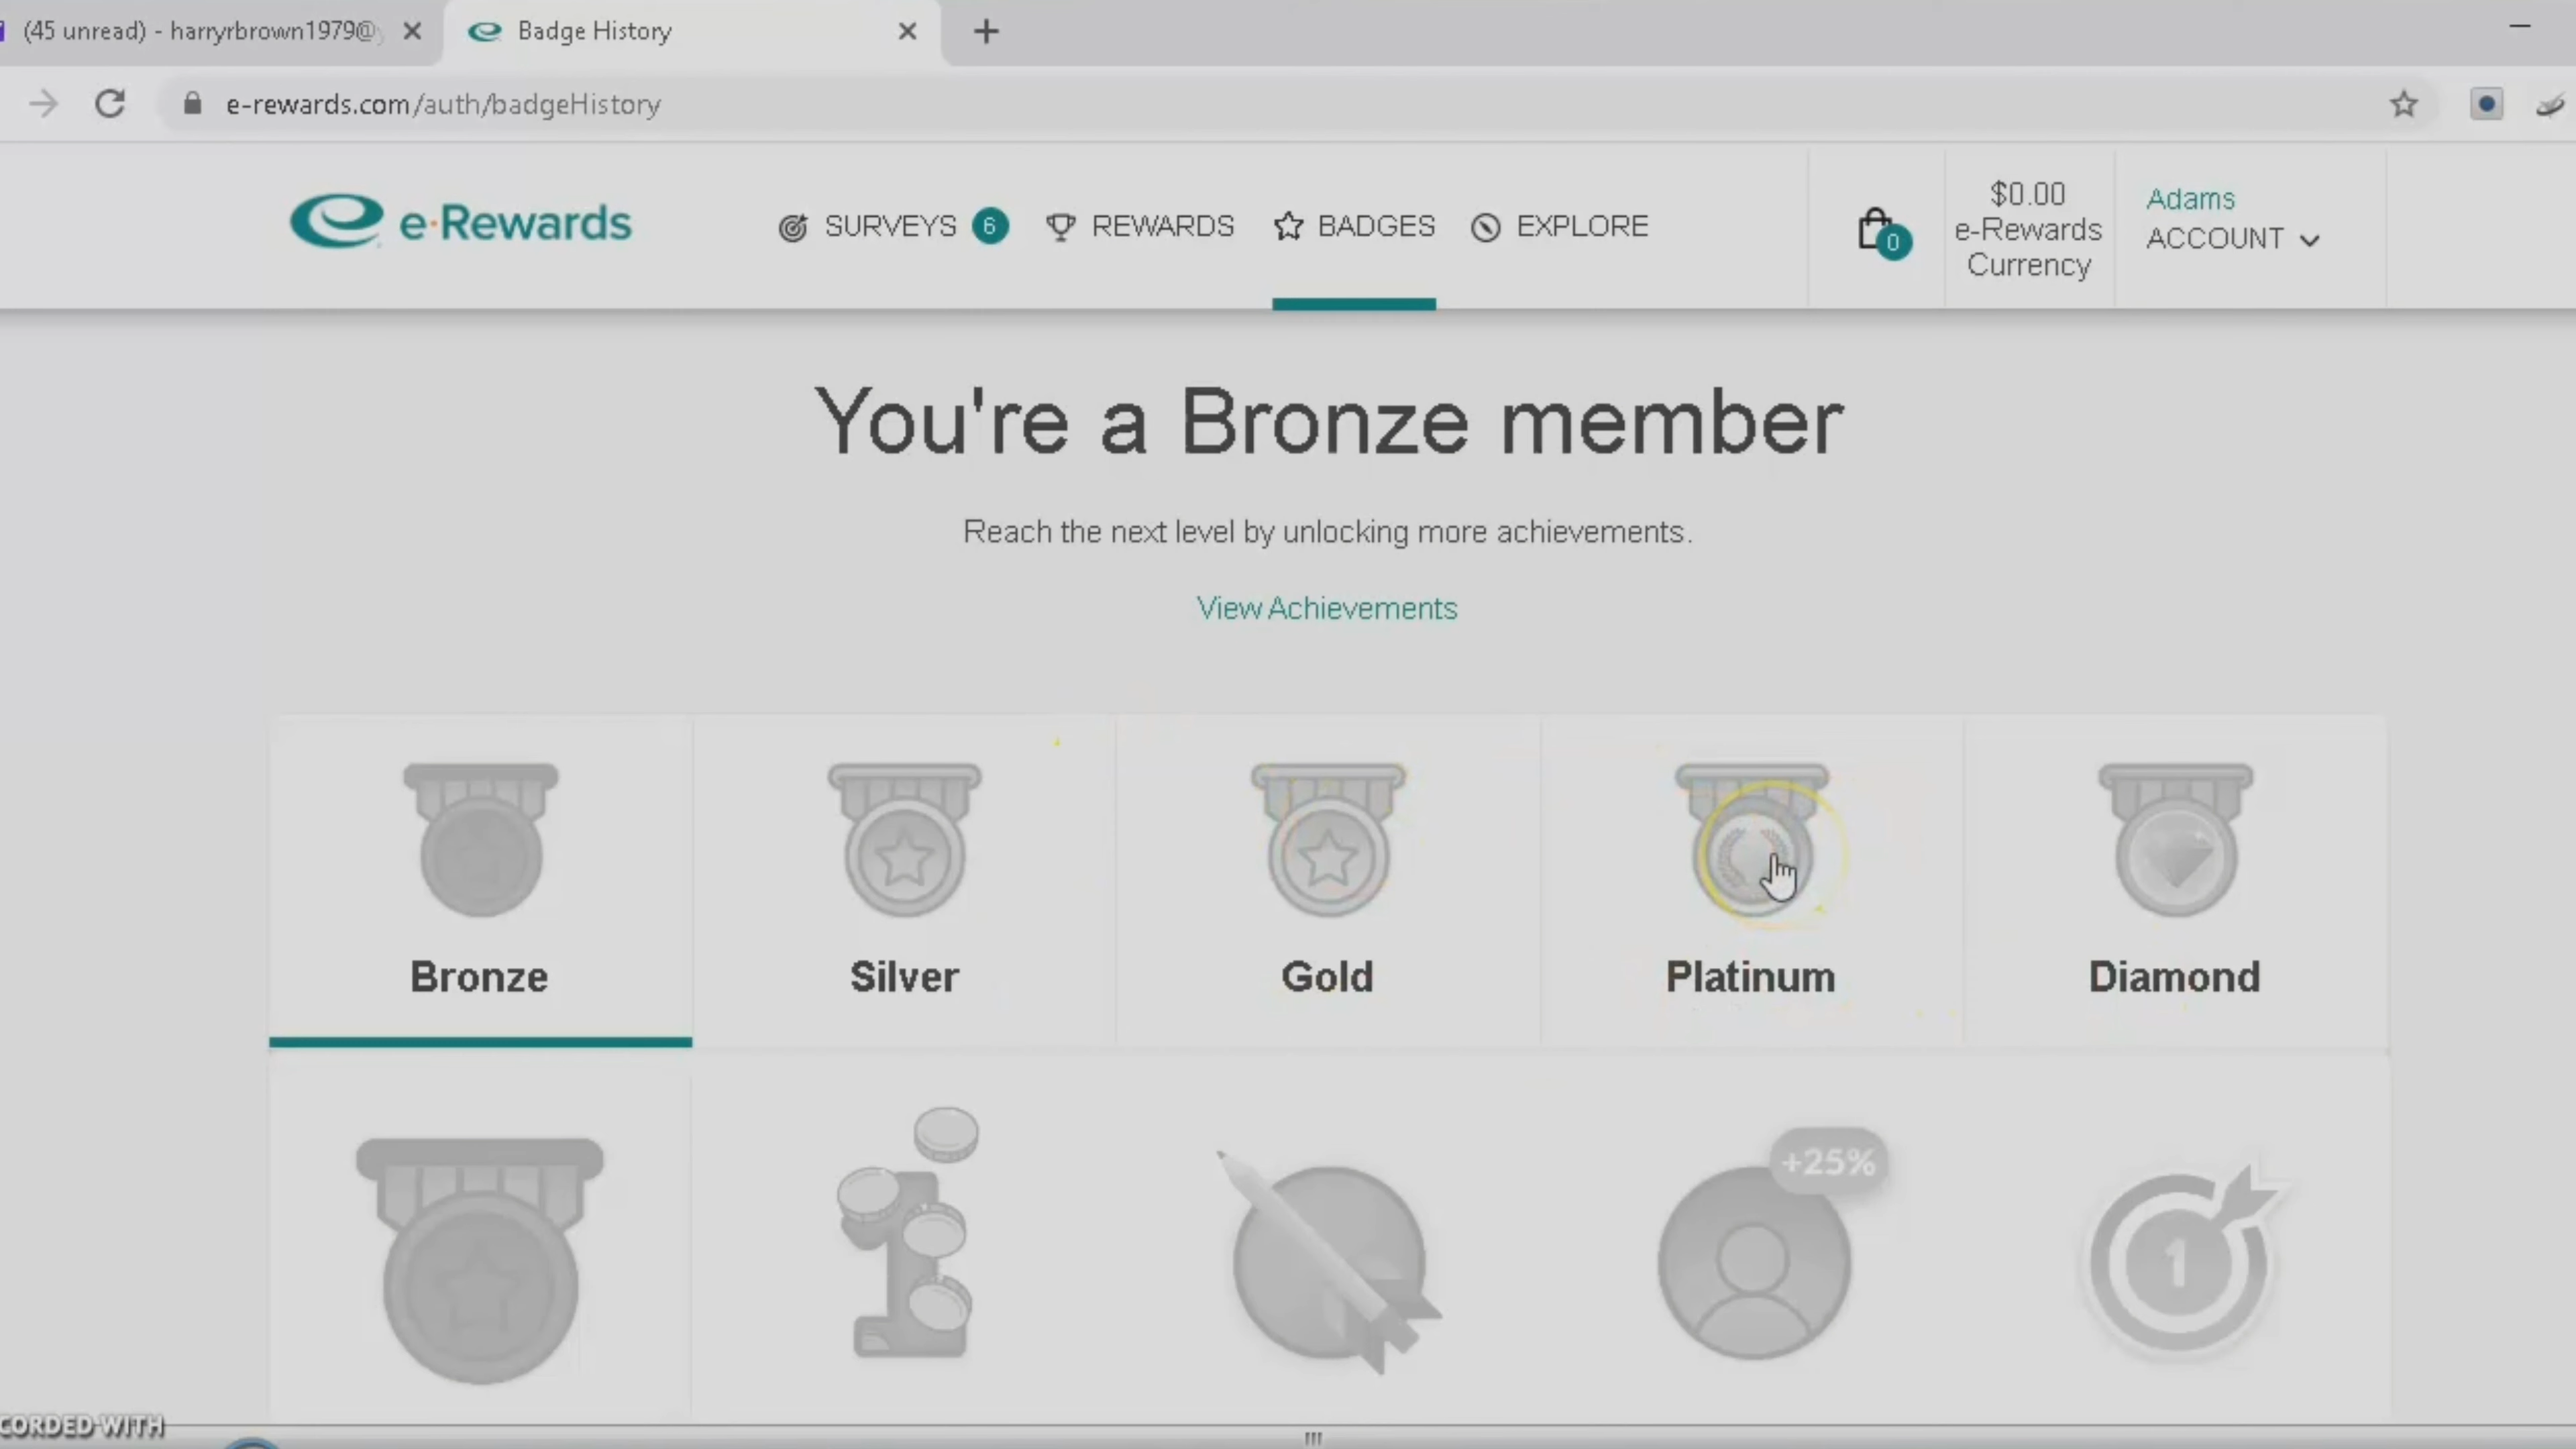 (45 unread) - harryrbrown1979@
Badge History
e-rewards.com/auth/badgeHistory
e·Rewards
SURVEYS 6
REWARDS
BADGES
EXPLORE
0
$0.00
e-Rewards
Currency
Adams
ACCOUNT
You're a Bronze member
Reach the next level by unlocking more achievements.
View Achievements
Bronze
Silver
Gold
Platinum
Diamond
+25%
1
CORDED WITH